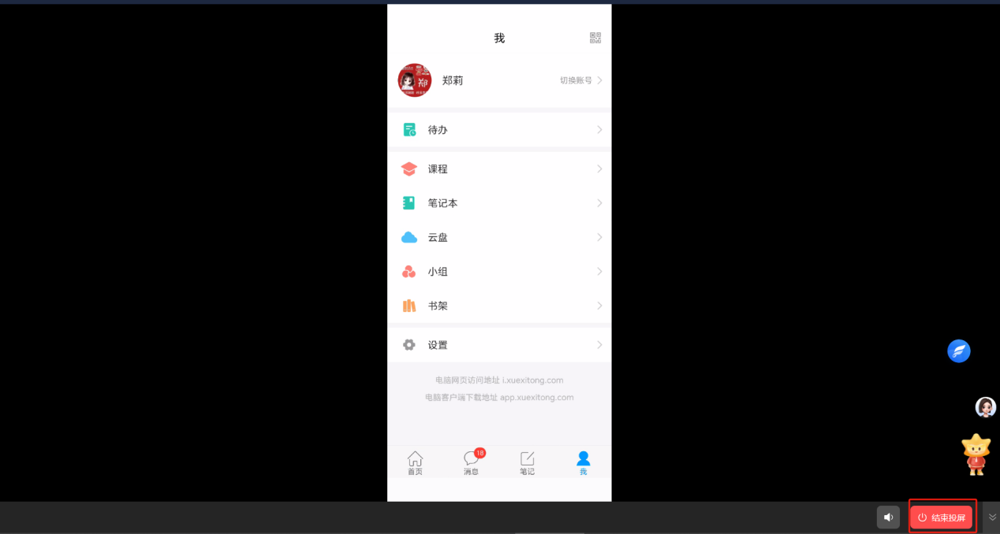 我
郑
郑莉
切换账号
待办
课程
笔记本
云盘
小组
书架
设置
电脑网页访问地址 i.xuexitong.com
电脑客户端下载地址 app.xuexitong.com
18
首页
消息
笔记
我
结束投屏